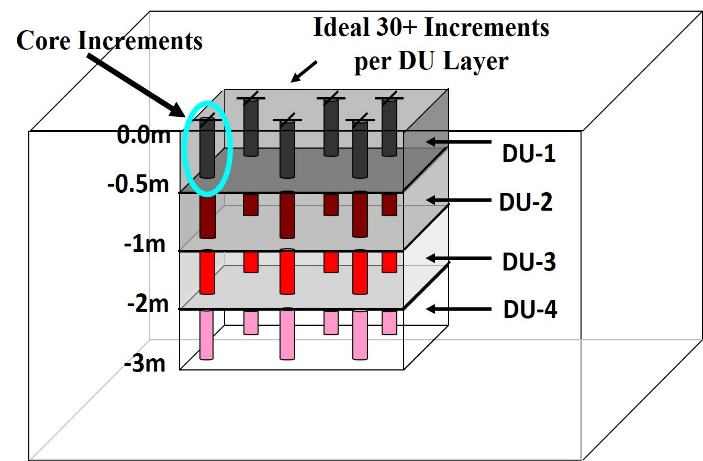 Ideal 30+ Increments
per DU Layer
Core Increments
0.0m
DU-1
-0.5m
DU-2
-1m
DU-3
-2m
DU-4
-3m